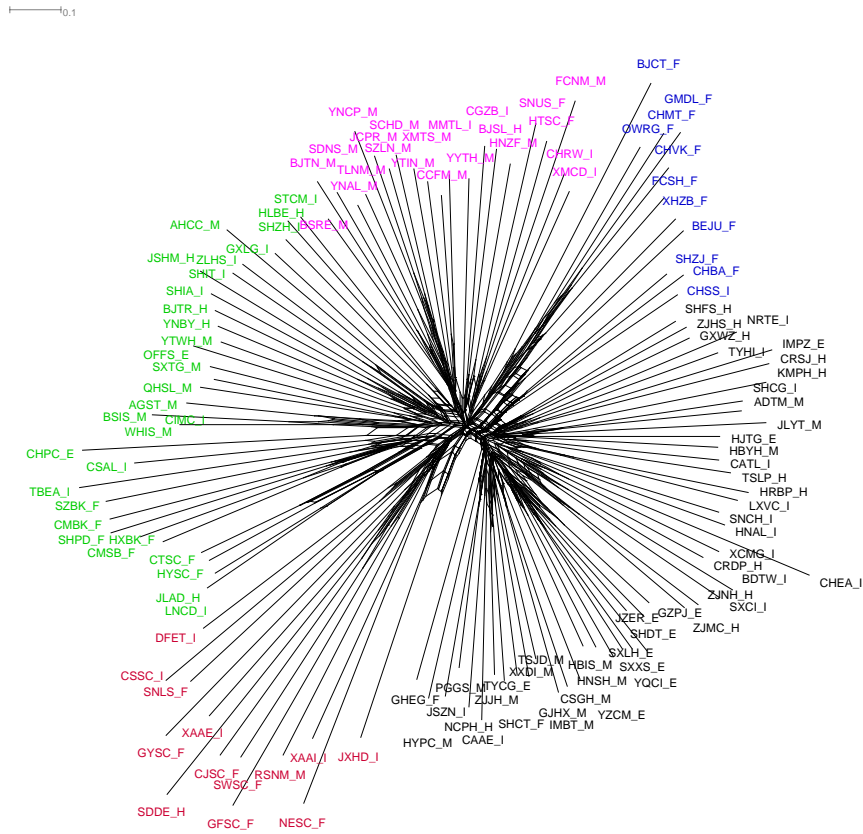 0.1
BJCT_F
FCNM_M
GMDL_F
SNUS_F
CGZB_I
YNCP_M
CHMT_F
HTSC_F
SCHD_M
MMTL_I
BJSL_H
OWRG_F
JCPR_M
XMTS_M
HNZF_M
SDNS_M
SZLN_M
CHVK_F
YYTH_M
CHRW_I
BJTN_M
TLNM_M
YTIN_M
CCFM_M
XMCD_I
FCSH_F
YNAL_M
STCM_I
XHZB_F
HLBE_H
AHCC_M
SHZH_I
BSRE_M
BEJU_F
GXLG_I
JSHM_H
ZLHS_I
SHZJ_F
SHIT_I
CHBA_F
SHIA_I
CHSS_I
BJTR_H
SHFS_H
NRTE_I
YNBY_H
ZJHS_H
GXWZ_H
YTWH_M
IMPZ_E
OFFS_E
TYHI_I
CRSJ_H
SXTG_M
KMPH_H
QHSL_M
SHCG_I
AGST_M
ADTM_M
BSIS_M
CIMC_I
JLYT_M
WHIS_M
HJTG_E
CHPC_E
HBYH_M
CSAL_I
CATL_I
TSLP_H
TBEA_I
HRBP_H
SZBK_F
LXVC_I
CMBK_F
SNCH_I
HNAL_I
SHPD_F
HXBK_F
CMSB_F
XCMG_I
CTSC_F
CRDP_H
HYSC_F
BDTW_I
CHEA_I
JLAD_H
ZJNH_H
LNCD_I
SXCI_I
GZPJ_E
JZER_E
ZJMC_H
DFET_I
SHDT_E
SXLH_E
TSJD_M
HBIS_M
SXXS_E
CSSC_I
XXDI_M
HNSH_M
YQCI_E
SNLS_F
PGGS_M
TYCG_E
GHEG_F
ZJJH_M
CSGH_M
JSZN_I
GJHX_M
YZCM_E
XAAE_I
NCPH_H
SHCT_F
IMBT_M
HYPC_M
CAAE_I
GYSC_F
XAAI_I
JXHD_I
CJSC_F
RSNM_M
SWSC_F
SDDE_H
GFSC_F
NESC_F